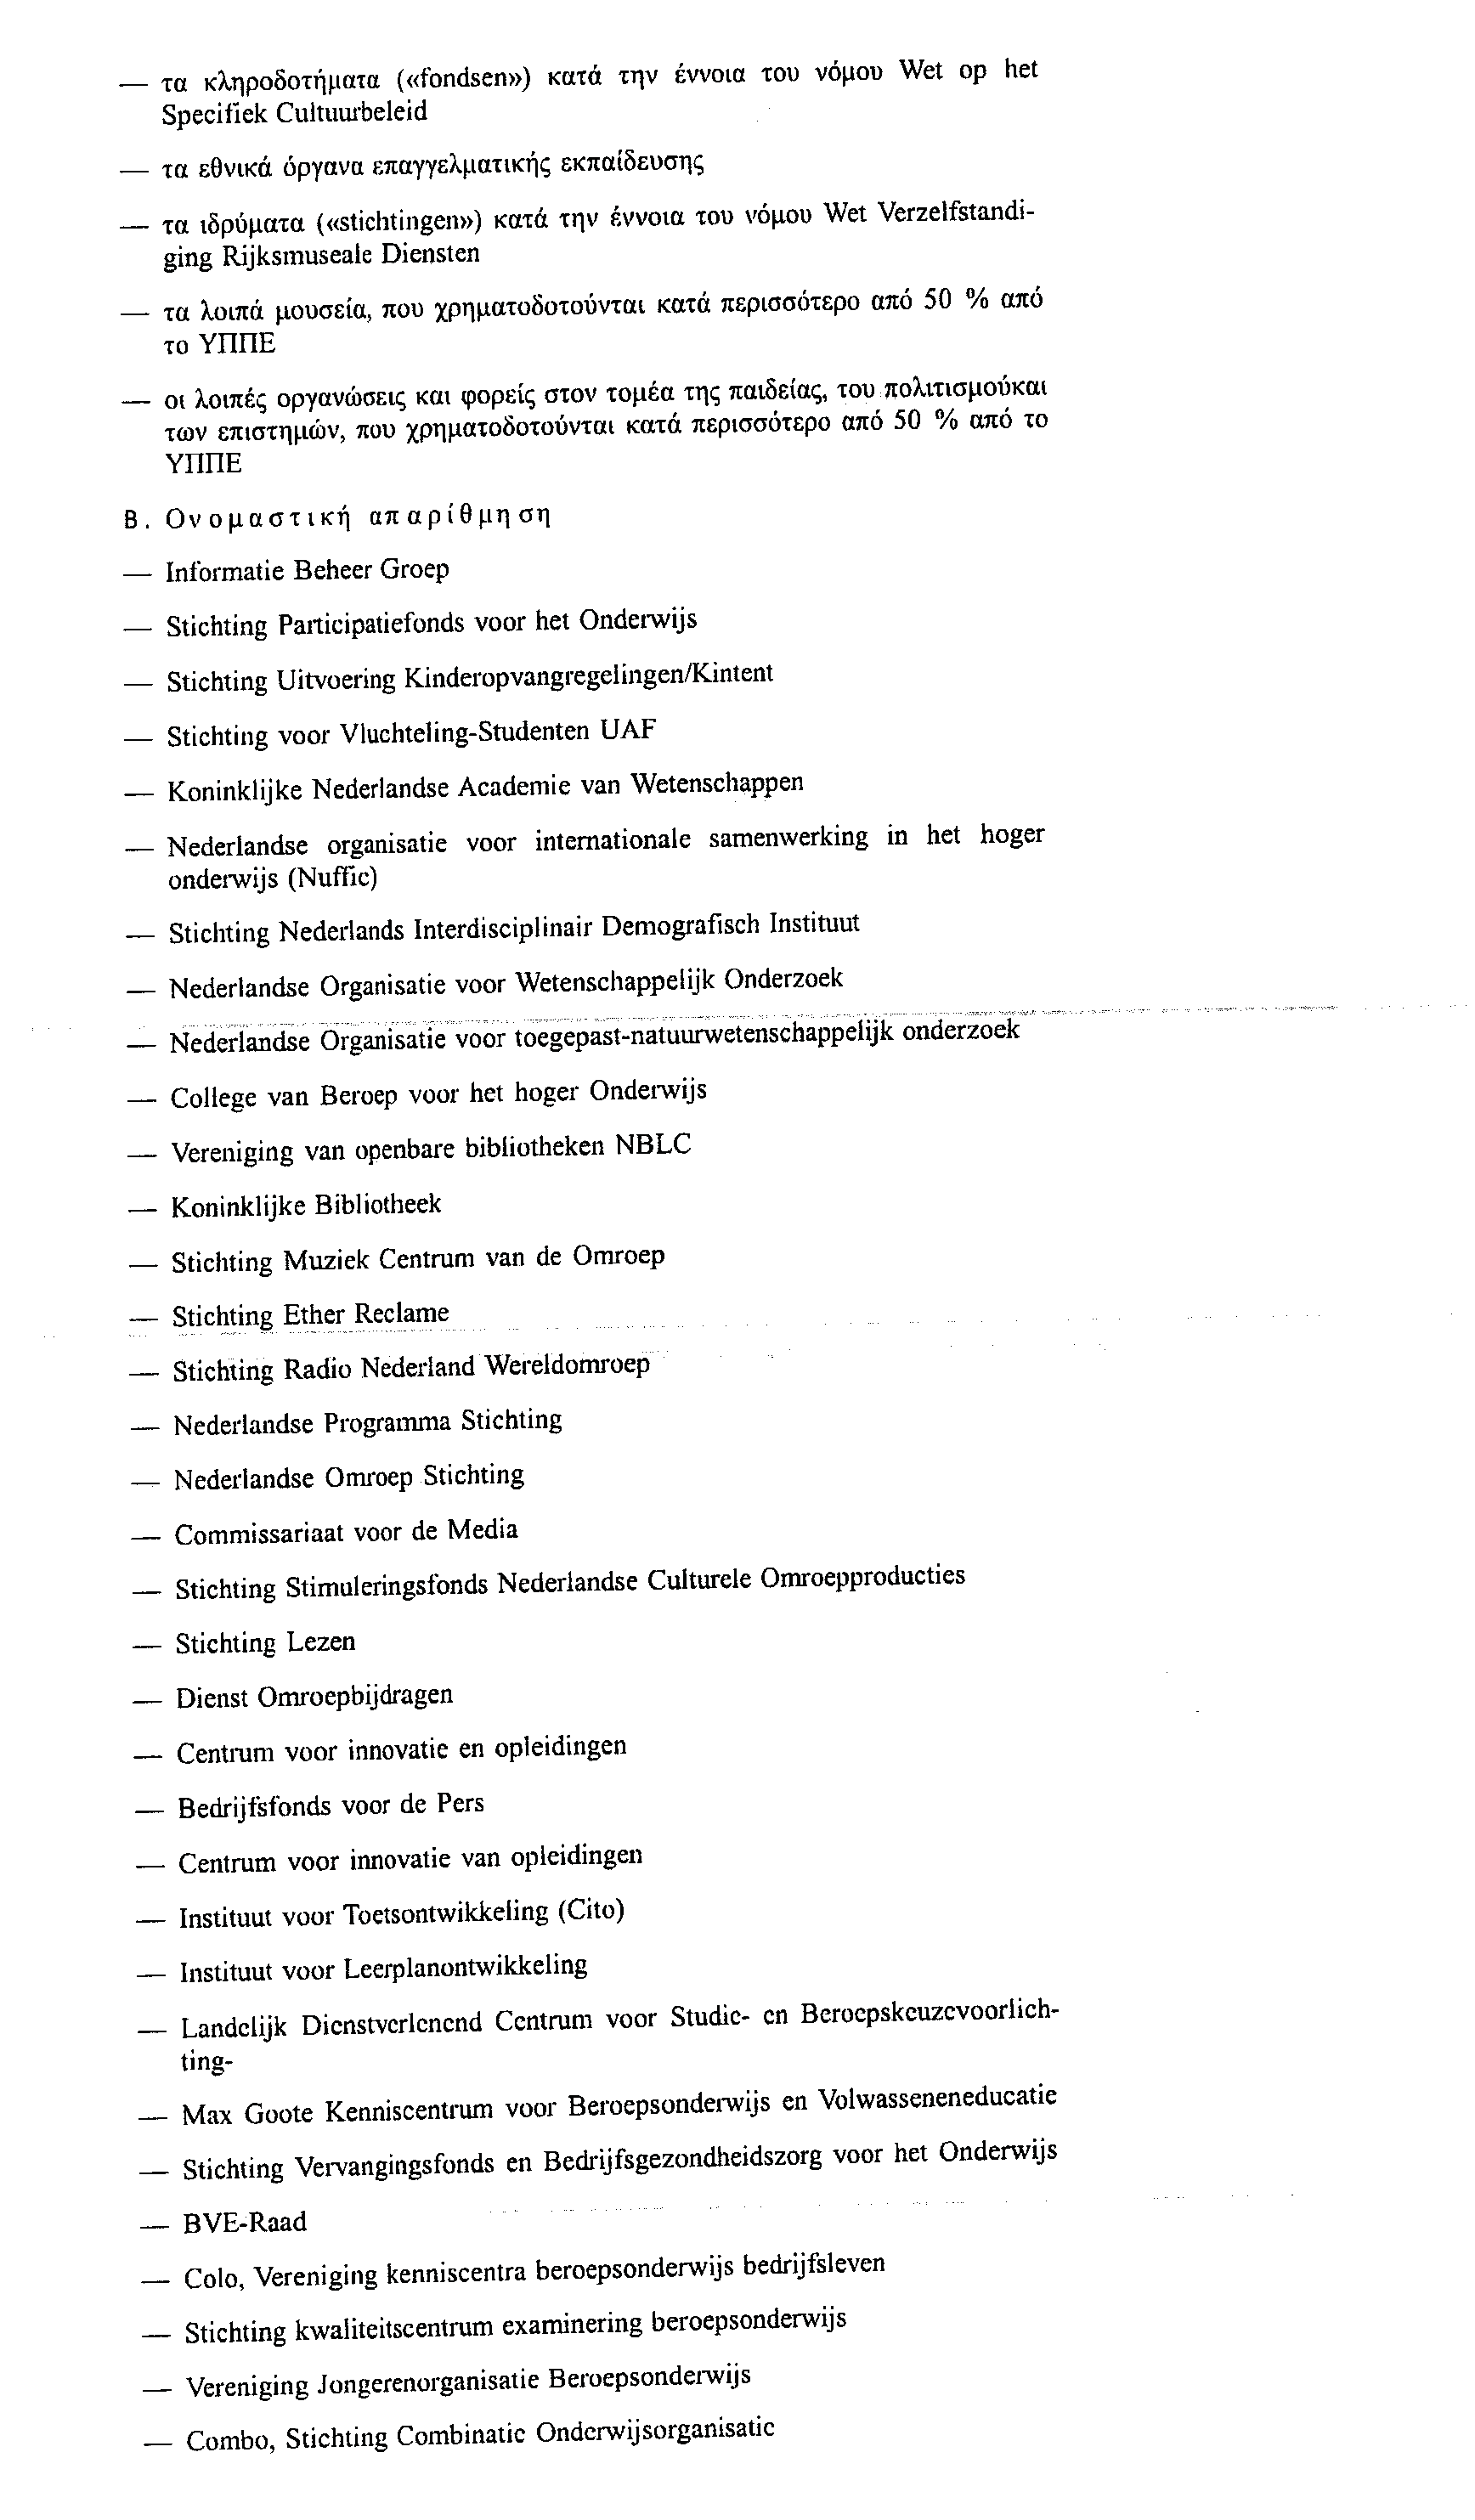 — τα κληροδοτήματα («fondsen») κατά την έννοια του νόμου Wet op het
Specifiek Cultuurbeleid
— τα εθνικά όργανα επαγγελματικής εκπαίδευσης
— τα ιδρύματα («stichtingen») κατά την έννοια του νόμου Wet Verzelfstandi-
ging Rijksmuseale Diensten
— τα λοιπά μουσεία, που χρηματοδοτούνται κατά περισσότερο από 50 % από
το ΥΠΠΕ
— οι λοιπές οργανώσεις και φορείς στον τομέα της παιδείας, του πολιτισμούκαι
των επιστημών, που χρηματοδοτούνται κατά περισσότερο από 50 % από το
ΥΠΠΕ
Β. Ονομαστική απαρίθμηση
— Informatie Beheer Groep
— Stichting Participatiefonds voor het Onderwijs
— Stichting Uitvoering Kinderopvangregelingen/Kintent
— Stichting voor Vluchteling-Studenten UAF
— Koninklijke Nederlandse Academie van Wetenschappen
— Nederlandse organisatie voor internationale samenwerking in het hoger
onderwijs (Nuffic)
— Stichting Nederlands Interdisciplinair Demografisch Instituut
— Nederlandse Organisatie voor Wetenschappelijk Onderzoek
— Nederlandse Organisatie voor toegepast-natuurwetenschappelijk onderzoek
— College van Beroep voor het hoger Onderwijs
— Vereniging van openbare bibliotheken NBLC
— Koninklijke Bibliotheek
— Stichting Muziek Centrum van de Omroep
— Stichting Ether Reclame
— Stichting Radio Nederland Wereldomroep
— Nederlandse Programma Stichting
— Nederlandse Omroep Stichting
— Commissariaat voor de Media
— Stichting Stimuleringsfonds Nederlandse Culturele Omroepproducties
— Stichting Lezen
— Dienst Omroepbijdragen
— Centrum voor innovatie en opleidingen
— Bedrijfsfonds voor de Pers
— Centrum voor innovatie van opleidingen
— Instituut voor Toetsontwikkeling (Cito)
— Instituut voor Leerplanontwikkeling
— Landelijk Dienstverlenend Centrum voor Studie- en Beroepskeuzevoorlich-
ting-
— Max Goote Kenniscentrum voor Beroepsonderwijs en Volwasseneneducatie
— Stichting Vervangingsfonds en Bedrijfsgezondheidszorg voor het Onderwijs
— BVE-Raad
— Colo, Vereniging kenniscentra beroepsonderwijs bedrijfsleven
— Stichting kwaliteitscentrum examinering beroepsonderwijs
— Vereniging Jongerenorganisatie Beroepsonderwijs
— Combo, Stichting Combinatie Onderwijsorganisatie